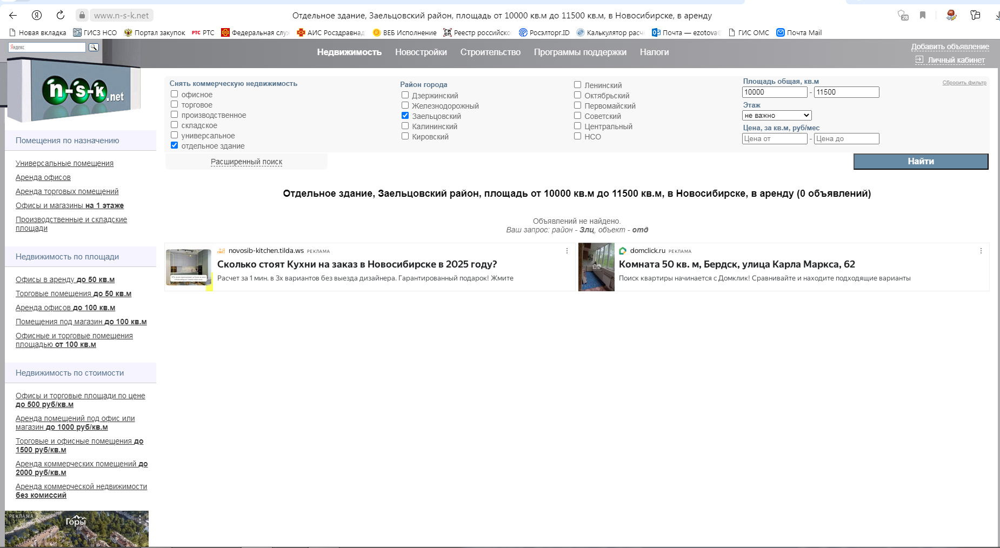 www.n-s-k.net
Отдельное здание, Заельцовский район, площадь от 10000 кв.м до 11500 кв.м, в Новосибирске, в аренду
28
Новая вкладка
ГИСЗ НСО
Портал закупок
РТС РТС
Федеральная слу
АИС Росздравнад
ВЕБ Исполнение
Реестр российско
Росэлторг.ID
Калькулятор расч
Почта — ezotova
ГИС ОМС
Почта Mail
Яндекс
n-s-k.net
Недвижимость
Новостройки
Строительство
Программы поддержки
Налоги
Добавить объявление
Личный кабинет
Снять коммерческую недвижимость
офисное
торговое
производственное
складское
универсальное
отдельное здание
Район города
Дзержинский
Железнодорожный
Заельцовский
Калининский
Кировский
Ленинский
Октябрьский
Первомайский
Советский
Центральный
НСО
Площадь общая, кв.м
10000 - 11500
Этаж
не важно
Цена, за кв.м, руб/мес
Цена от - Цена до
Сбросить фильтр
Расширенный поиск
Найти
Отдельное здание, Заельцовский район, площадь от 10000 кв.м до 11500 кв.м, в Новосибирске, в аренду (0 объявлений)
Объявлений не найдено.
Ваш запрос: район - Злц, объект - отд
novosib-kitchen.tilda.ws РЕКЛАМА
Сколько стоят Кухни на заказ в Новосибирске в 2025 году?
Расчет за 1 мин. в 3х вариантов без выезда дизайнера. Гарантированный подарок! Жмите
domclick.ru РЕКЛАМА
Комната 50 кв. м, Бердск, улица Карла Маркса, 62
Поиск квартиры начинается с Домклик! Сравнивайте и находите подходящие варианты
Помещения по назначению
Универсальные помещения
Аренда офисов
Аренда торговых помещений
Офисы и магазины на 1 этаже
Производственные и складские
площади
Недвижимость по площади
Офисы в аренду до 50 кв.м
Торговые помещения до 50 кв.м
Аренда офисов до 100 кв.м
Помещения под магазин до 100 кв.м
Офисные и торговые помещения
площадью от 100 кв.м
Недвижимость по стоимости
Офисы и торговые площади по цене
до 500 руб/кв.м
Аренда помещений под офис или
магазин до 1000 руб/кв.м
Торговые и офисные помещения до
1500 руб/кв.м
Аренда коммерческих помещений до
2000 руб/кв.м
Аренда коммерческой недвижимости
без комиссий
РЕКЛАМА
Горы